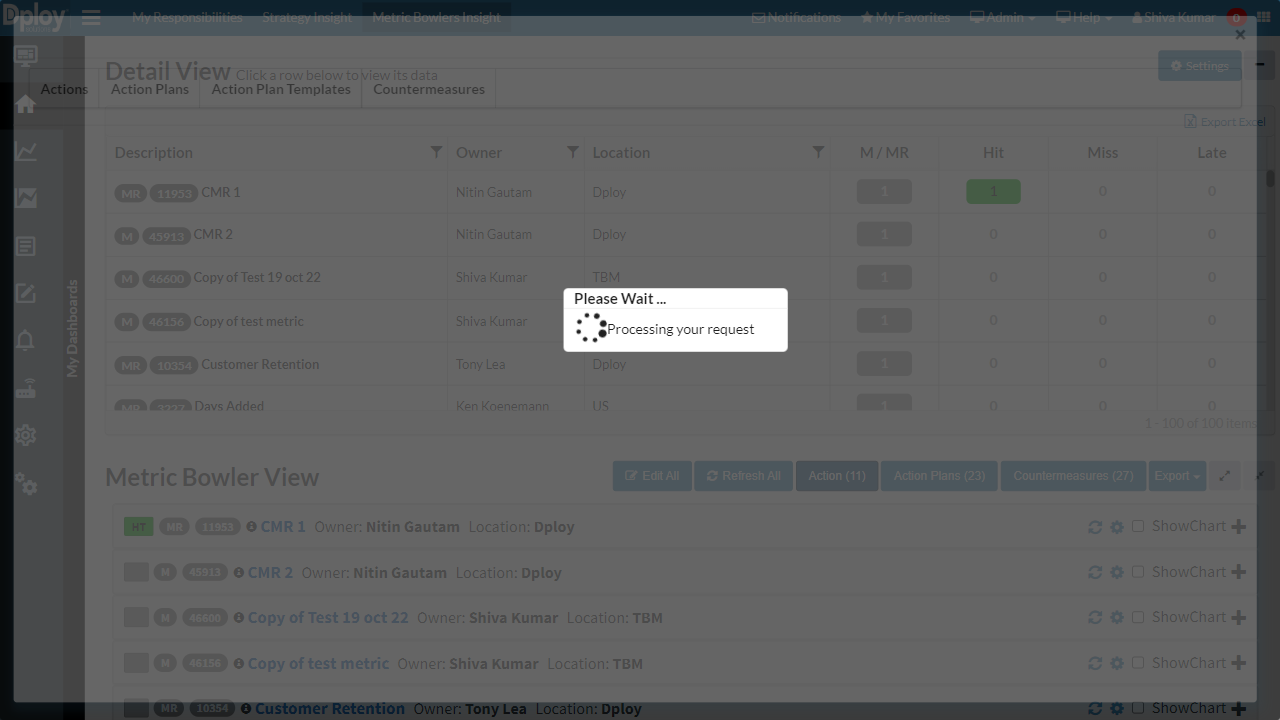 Dploy
My Responsibilities Strategy Insight Metric Bowlers Insight Notifications My Favorites Admin Help Shiva Kumar D
Detail View Click a row below to view its data Settings
Actions Action Plans Action Plan Templates Countermeasures
Export Excel
Description Owner Location M / MR Hit Miss Late
MR 11953 CMR 1 Nitin Gautam Dploy 1 1 0 0
M 45913 CMR 2 Nitin Gautam Dploy 1 0 0 0
M 46600 Copy of Test 19 oct 22 Shiva Kumar TBM 1 0 0 0
Please Wait ...
Processing your request
M 46156 Copy of test metric Shiva Kumar 1 0 0 0
My Dashboards
MR 10354 Customer Retention Tony Lea Dploy 1 0 0 0
MR Days Added Ken Koenemann US 1 0 0 0
1 - 100 of 100 items
Metric Bowler View Edit All Refresh All Action (11) Action Plans (23) Countermeasures (27) Export
HT MR 11953 CMR 1 Owner: Nitin Gautam Location: Dploy ShowChart
M 45913 CMR 2 Owner: Nitin Gautam Location: Dploy ShowChart
M 46600 Copy of Test 19 oct 22 Owner: Shiva Kumar Location: TBM ShowChart
M 46156 Copy of test metric Owner: Shiva Kumar Location: TBM ShowChart
MR 10354 Customer Retention Owner: Tony Lea Location: Dploy ShowChart